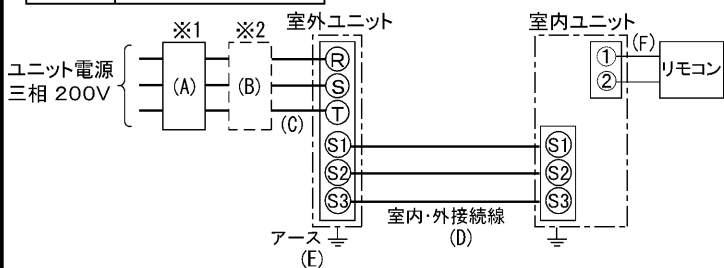 ※1
※2
室外ユニット
室内ユニット
ユニット電源
三相 200V
(A)
(B)
(C)
R
S
T
S1
S2
S3
①
②
(F)
リモコン
S1
S2
S3
室内・外接続線
(D)
アース
(E)